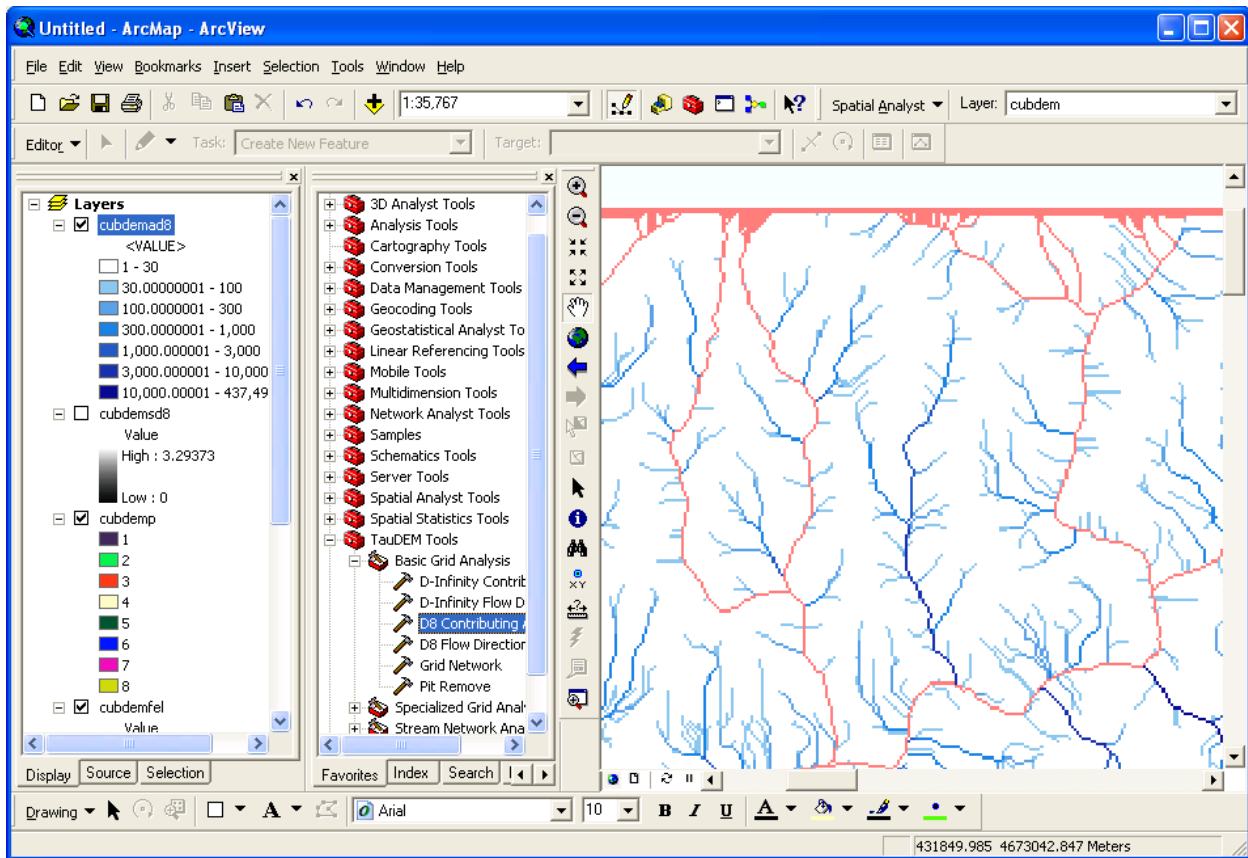 Untitled - ArcMap - ArcView
File Edit View Bookmarks Insert Selection Tools Window Help
1:35,767
Spatial Analyst
Layer: cubdem
Editor
Task: Create New Feature
Target:
Layers
cubdemad8
<VALUE>
1 - 30
30.00000001 - 100
100.0000001 - 300
300.0000001 - 1,000
1,000.000001 - 3,000
3,000.000001 - 10,000
10,000.00001 - 437,49
cubdemsd8
Value
High : 3.29373
Low : 0
cubdemp
1
2
3
4
5
6
7
8
cubdemfel
Value
Display Source Selection
3D Analyst Tools
Analysis Tools
Cartography Tools
Conversion Tools
Data Management Tools
Geocoding Tools
Geostatistical Analyst To
Linear Referencing Tools
Mobile Tools
Multidimension Tools
Network Analyst Tools
Samples
Schematics Tools
Server Tools
Spatial Analyst Tools
Spatial Statistics Tools
TauDEM Tools
Basic Grid Analysis
D-Infinity Contrib
D-Infinity Flow D
D8 Contributing A
D8 Flow Direction
Grid Network
Pit Remove
Specialized Grid Analy
Stream Network Ana
Favorites Index Search
XY
Drawing
A
Arial
10
B I U A
431849.985 4673042.847 Meters